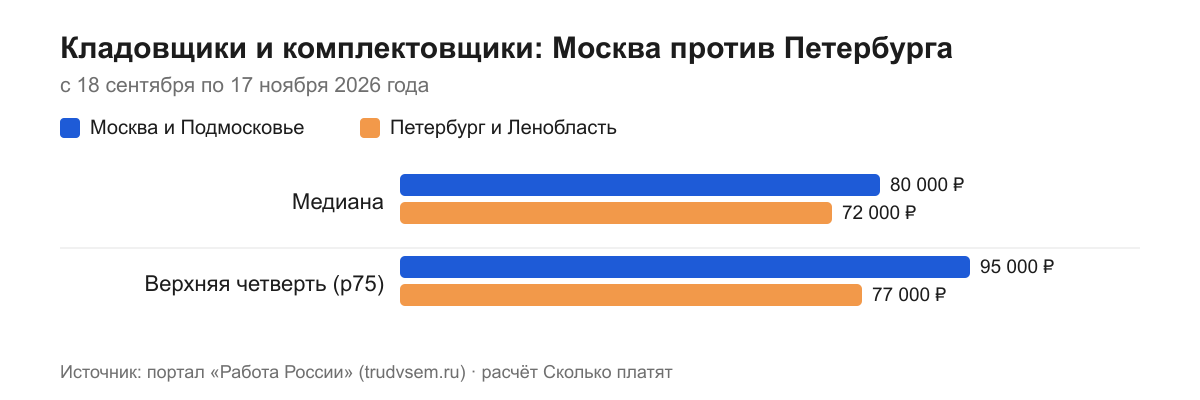 Кладовщики и комплектовщики: Москва против Петербурга
с 18 сентября по 17 ноября 2026 года
Москва и Подмосковье
Петербург и Ленобласть
Медиана
80 000 ₽
72 000 ₽
Верхняя четверть (p75)
95 000 ₽
77 000 ₽
Источник: портал «Работа России» (trudvsem.ru) · расчёт Сколько платят